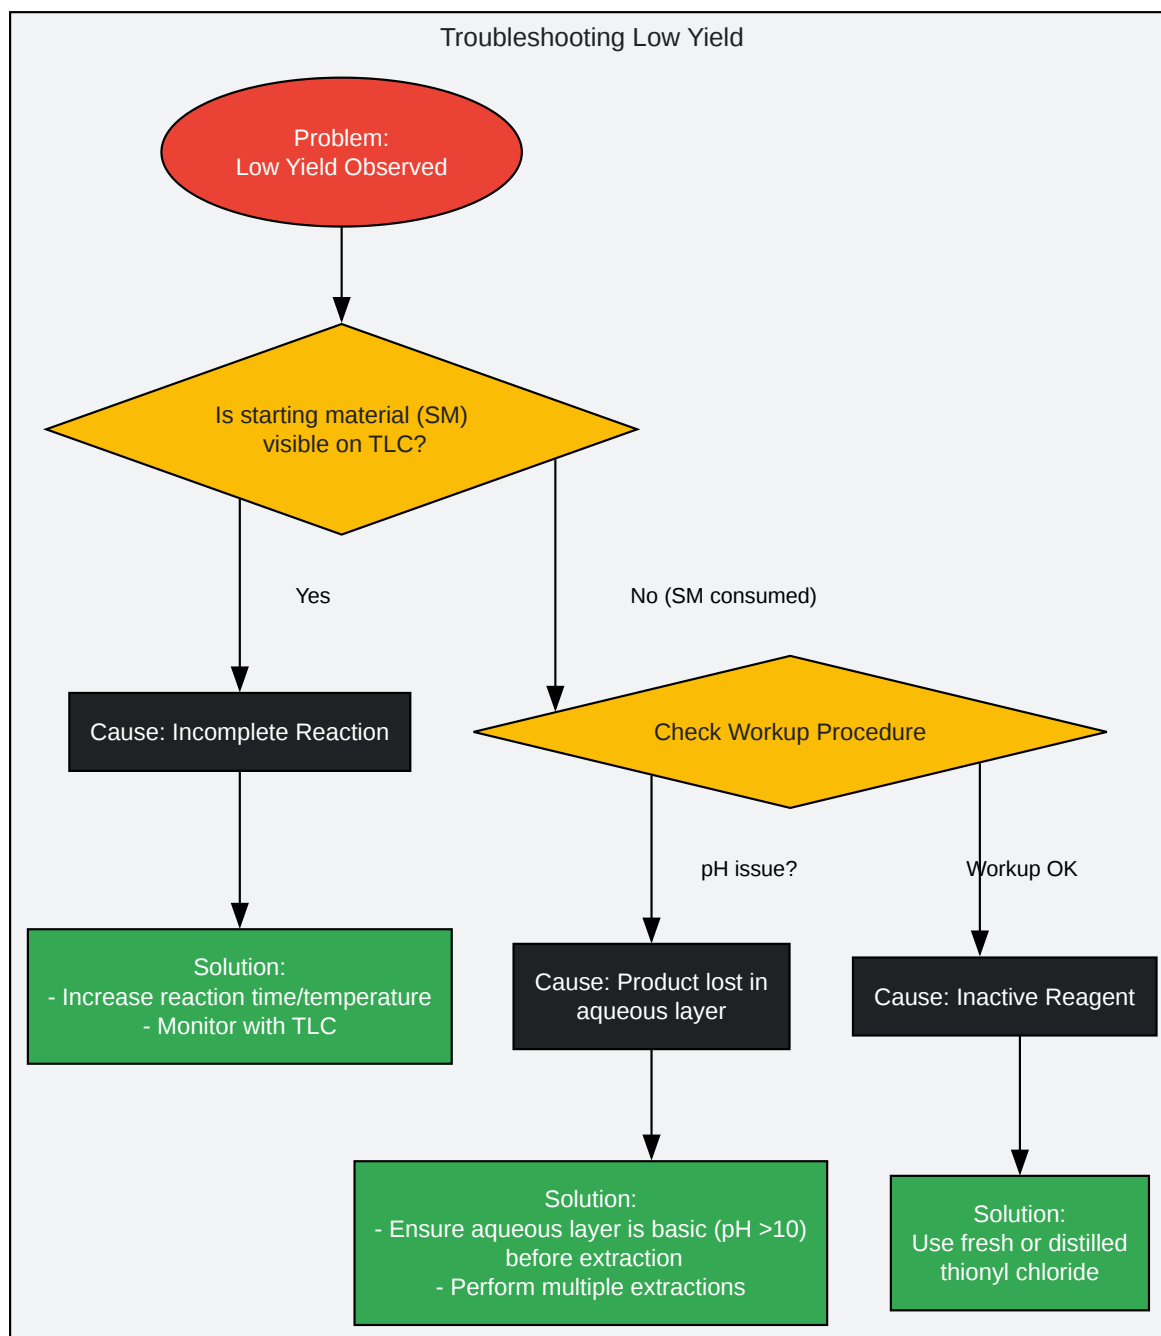 Troubleshooting Low Yield
Problem:
Low Yield Observed
Is starting material (SM)
visible on TLC?
Yes
No (SM consumed)
Cause: Incomplete Reaction
Check Workup Procedure
pH issue?
Workup OK
Solution:
- Increase reaction time/temperature
- Monitor with TLC
Cause: Product lost in
aqueous layer
Cause: Inactive Reagent
Solution:
- Ensure aqueous layer is basic (pH >10)
before extraction
- Perform multiple extractions
Solution:
Use fresh or distilled
thionyl chloride